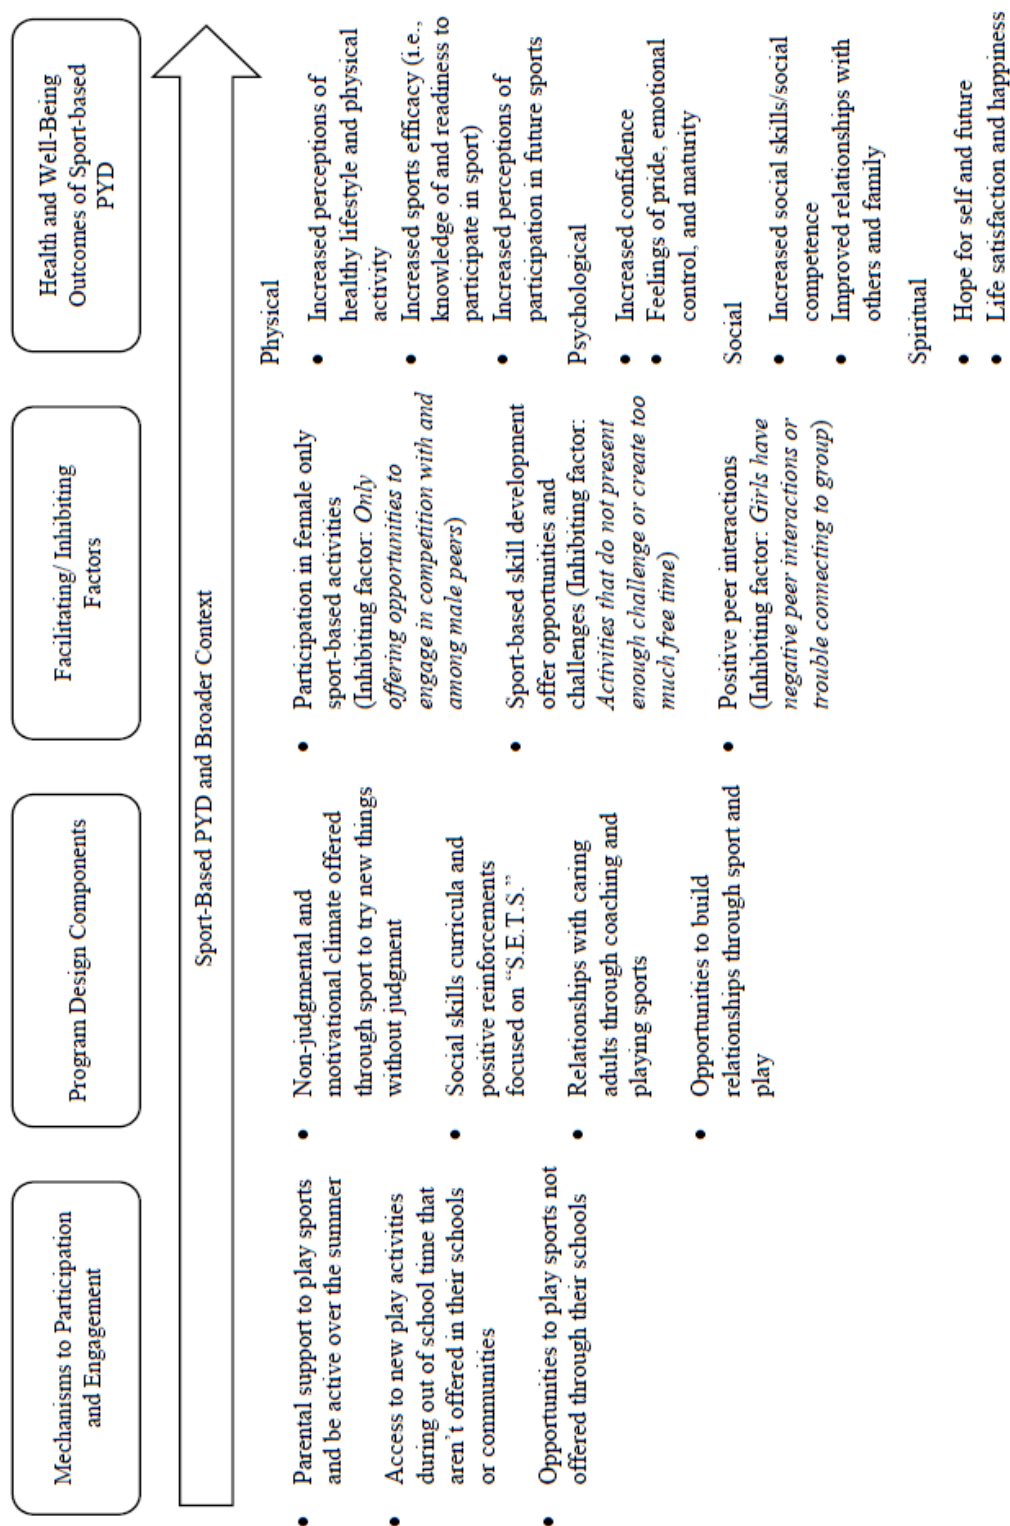 Mechanisms to Participation
and Engagement
Program Design Components
Facilitating/ Inhibiting
Factors
Health and Well-Being
Outcomes of Sport-based
PYD
Sport-Based PYD and Broader Context
• Parental support to play sports
and be active over the summer
• Access to new play activities
during out of school time that
aren't offered in their schools
or communities
• Opportunities to play sports not
offered through their schools
• Non-judgmental and
motivational climate offered
through sport to try new things
without judgment
• Social skills curricula and
positive reinforcements
focused on “S.E.T.S.”
• Relationships with caring
adults through coaching and
playing sports
• Opportunities to build
relationships through sport and
play
• Participation in female only
sport-based activities
(Inhibiting factor: Only
offering opportunities to
engage in competition with and
among male peers)
• Sport-based skill development
offer opportunities and
challenges (Inhibiting factor:
Activities that do not present
enough challenge or create too
much free time)
• Positive peer interactions
(Inhibiting factor: Girls have
negative peer interactions or
trouble connecting to group)
Physical
• Increased perceptions of
healthy lifestyle and physical
activity
• Increased sports efficacy (i.e.,
knowledge of and readiness to
participate in sport)
• Increased perceptions of
participation in future sports
Psychological
• Increased confidence
• Feelings of pride, emotional
control, and maturity
Social
• Increased social skills/social
competence
• Improved relationships with
others and family
Spiritual
• Hope for self and future
• Life satisfaction and happiness